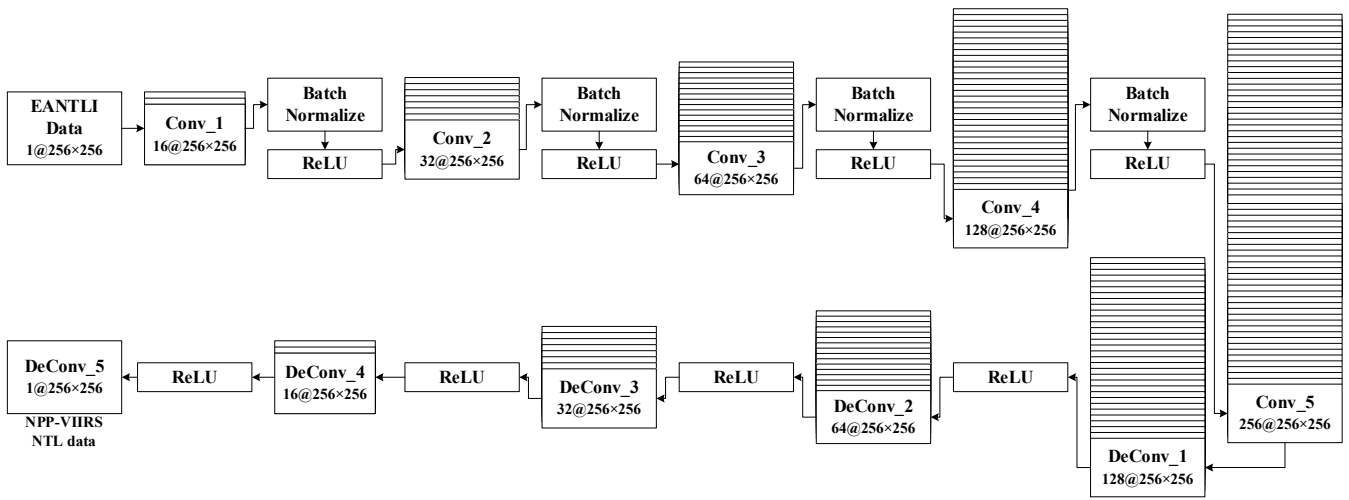 EANTLI
Data
1@256×256
Conv_1
16@256×256
Batch
Normalize
ReLU
Conv_2
32@256×256
Batch
Normalize
ReLU
Conv_3
64@256×256
Batch
Normalize
ReLU
Conv_4
128@256×256
Batch
Normalize
ReLU
Conv_5
256@256×256
DeConv_5
1@256×256
NPP-VIIRS
NTL data
ReLU
DeConv_4
16@256×256
ReLU
DeConv_3
32@256×256
ReLU
DeConv_2
64@256×256
ReLU
DeConv_1
128@256×256